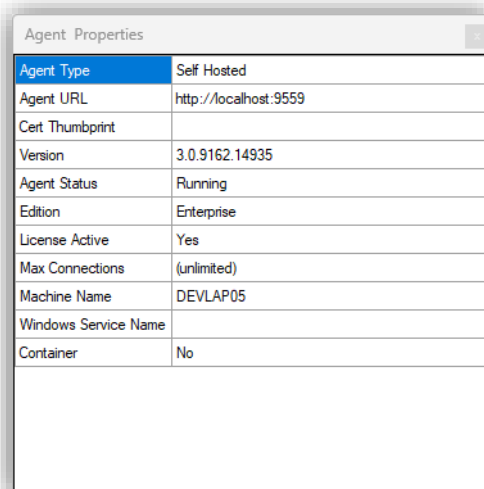 Agent Properties
x
Agent Type Self Hosted
Agent URL http://localhost:9559
Cert Thumbprint
Version 3.0.9162.14935
Agent Status Running
Edition Enterprise
License Active Yes
Max Connections (unlimited)
Machine Name DEVLAP05
Windows Service Name
Container No